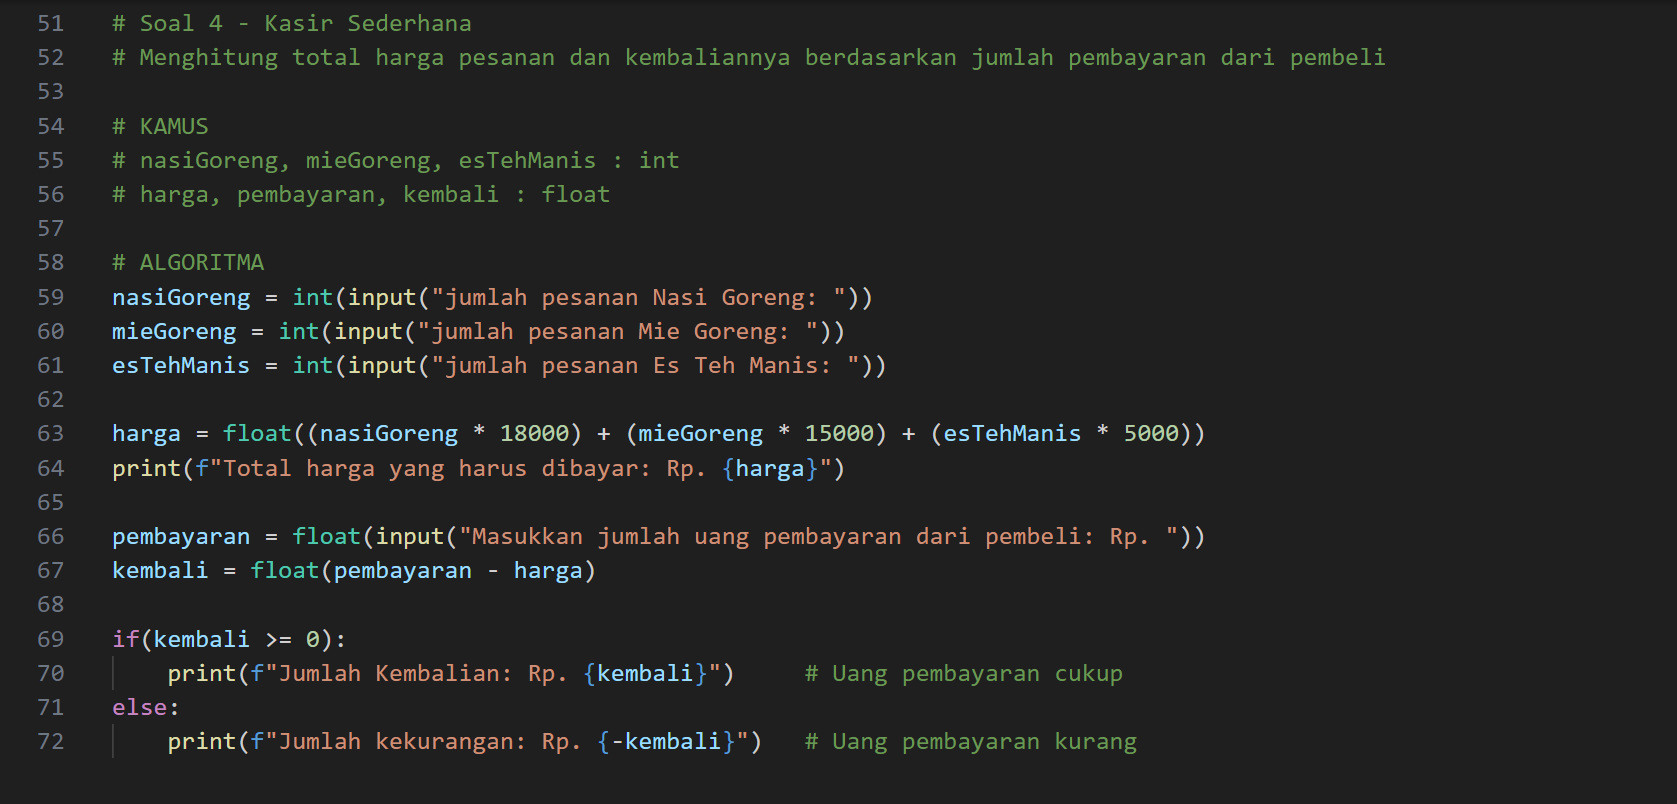 51 # Soal 4 - Kasir Sederhana
52 # Menghitung total harga pesanan dan kembaliannya berdasarkan jumlah pembayaran dari pembeli
53
54 # KAMUS
55 # nasiGoreng, mieGoreng, esTehManis : int
56 # harga, pembayaran, kembali : float
57
58 # ALGORITMA
59 nasiGoreng = int(input("jumlah pesanan Nasi Goreng: "))
60 mieGoreng = int(input("jumlah pesanan Mie Goreng: "))
61 esTehManis = int(input("jumlah pesanan Es Teh Manis: "))
62
63 harga = float((nasiGoreng * 18000) + (mieGoreng * 15000) + (esTehManis * 5000))
64 print(f"Total harga yang harus dibayar: Rp. {harga}")
65
66 pembayaran = float(input("Masukkan jumlah uang pembayaran dari pembeli: Rp. "))
67 kembali = float(pembayaran - harga)
68
69 if(kembali >= 0):
70     print(f"Jumlah Kembalian: Rp. {kembali}")     # Uang pembayaran cukup
71 else:
72     print(f"Jumlah kekurangan: Rp. {-kembali}")   # Uang pembayaran kurang